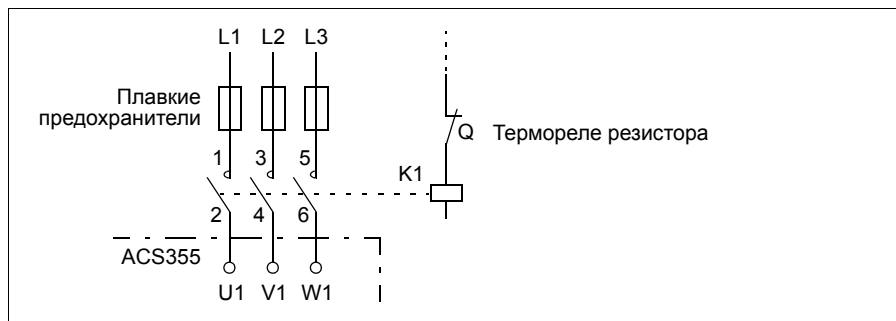 L1 L2 L3
Плавкие
предохранители
Q Термореле резистора
1 3 5
K1
2 4 6
ACS355
U1 V1 W1